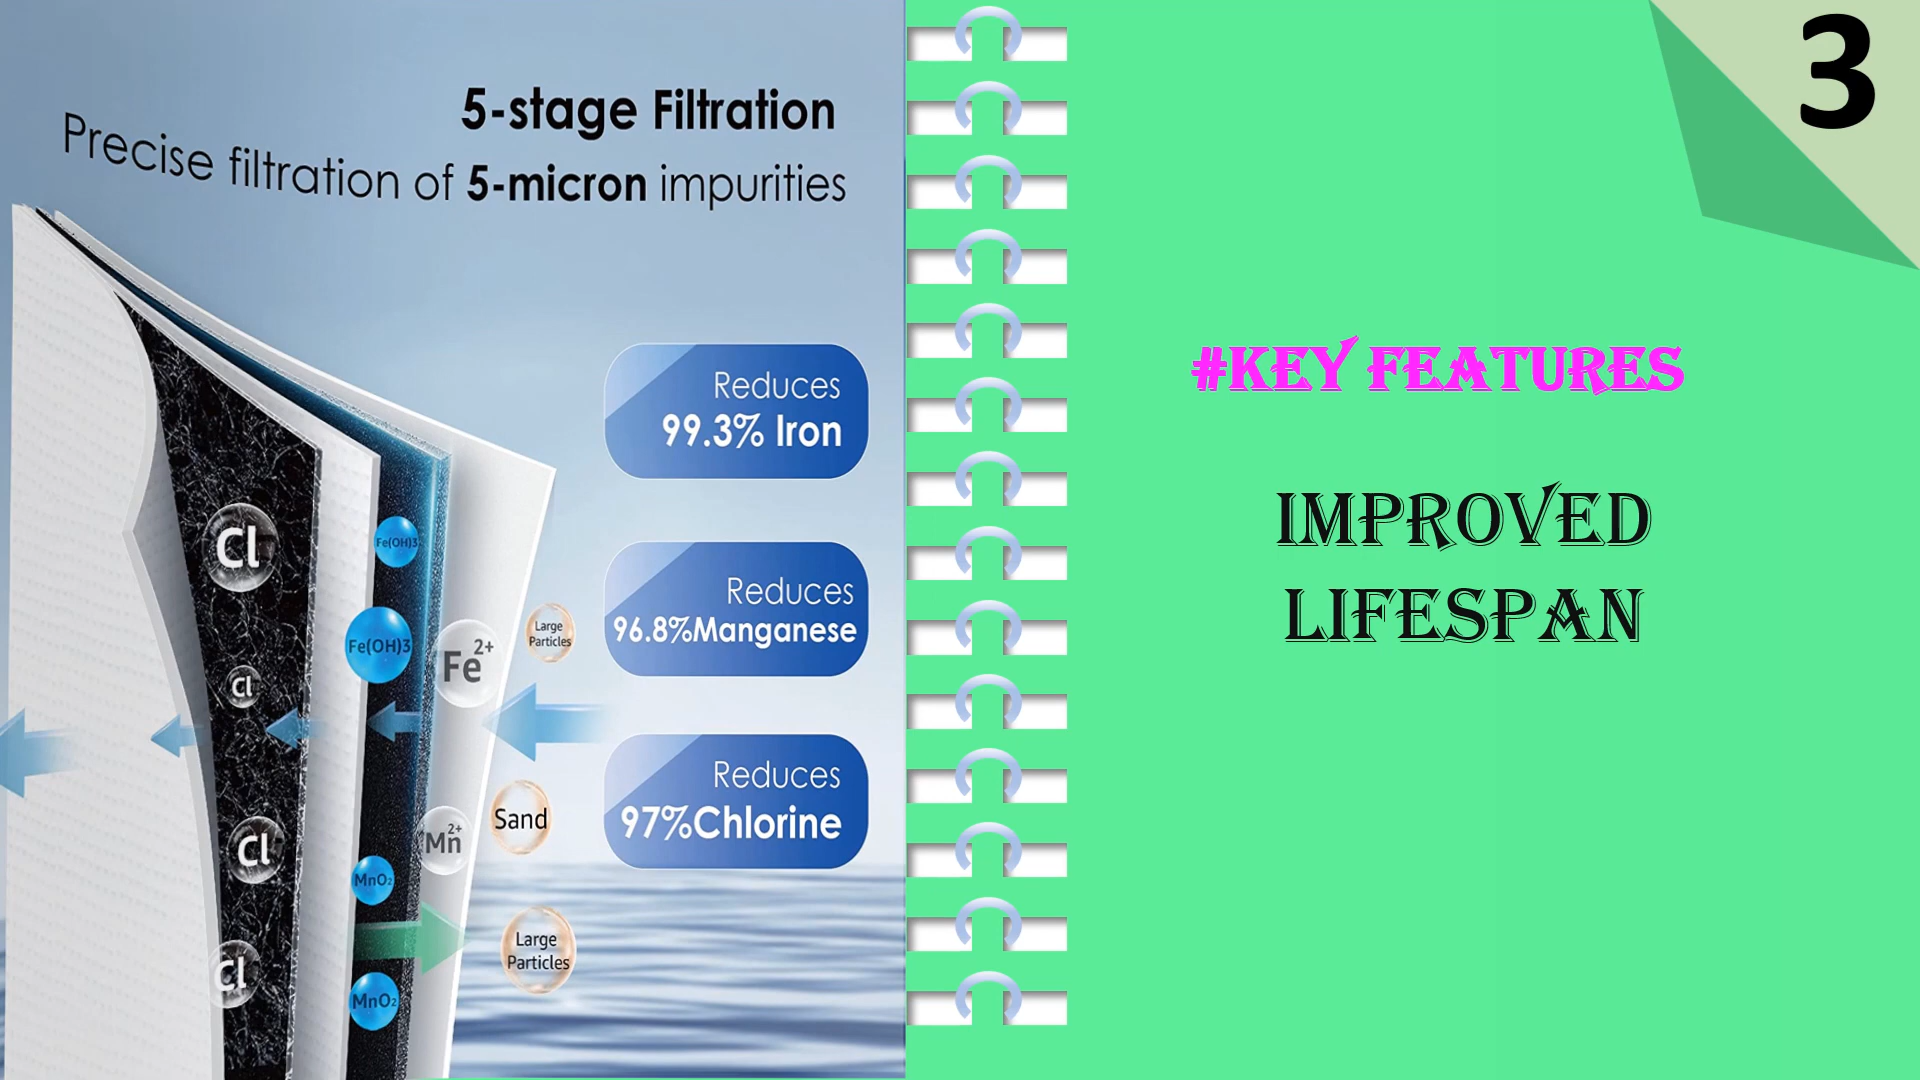 5-stage Filtration
Precise filtration of 5-micron impurities
Reduces
99.3% Iron
Reduces
96.8%Manganese
Reduces
97%Chlorine
Cl
Fe(OH)3
Fe(OH)3
Fe2+
Large
Particles
Cl
Sand
Mn2+
Cl
MnO2
Large
Particles
Cl
MnO2
3
#KEY FEATURES
IMPROVED
LIFESPAN